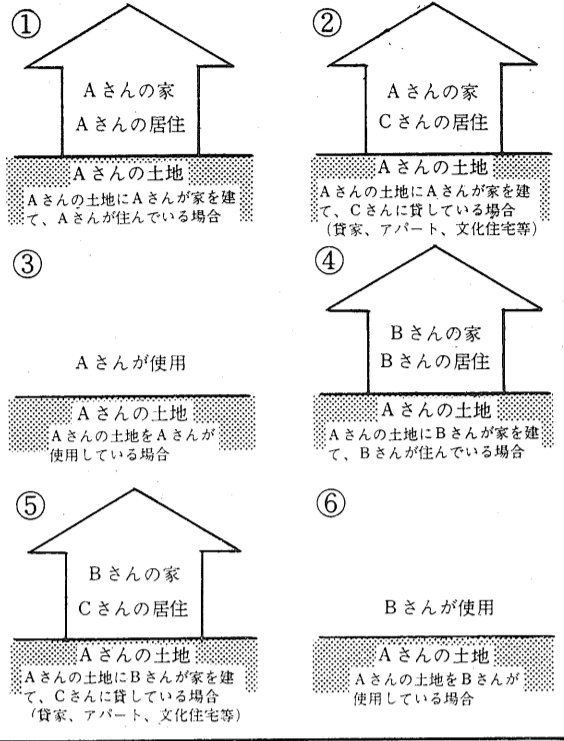 ①
Aさんの家
Aさんの居住
Aさんの土地
Aさんの土地にAさんが家を建
て、Aさんが住んでいる場合
②
Aさんの家
Cさんの居住
Aさんの土地
Aさんの土地にAさんが家を建
て、Cさんに貸している場合
(貸家、アパート、文化住宅等)
③
Aさんが使用
Aさんの土地
Aさんの土地をAさんが
使用している場合
④
Bさんの家
Bさんの居住
Aさんの土地
Aさんの土地にBさんが家を建
て、Bさんが住んでいる場合
⑤
Bさんの家
Cさんの居住
Aさんの土地
Aさんの土地にBさんが家を建
て、Cさんに貸している場合
(貸家、アパート、文化住宅等)
⑥
Bさんが使用
Aさんの土地
Aさんの土地をBさんが
使用している場合